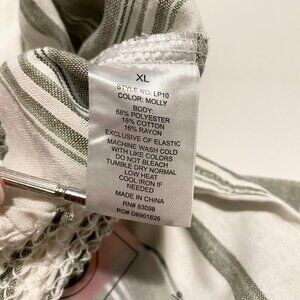 XL
STYLE NO. LP10
COLOR: MOLLY
BODY:
68% POLYESTER
16% COTTON
16% RAYON
EXCLUSIVE OF ELASTIC
MACHINE WASH COLD
WITH LIKE COLORS
DO NOT BLEACH
TUMBLE DRY NORMAL
LOW HEAT
COOL IRON IF
NEEDED
MADE IN CHINA
RN# 83098
PO# D6901826